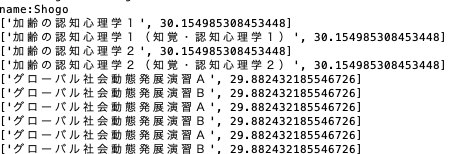 name:Shogo
['加齢の認知心理学１', 30.154985308453448]
['加齢の認知心理学１（知覚・認知心理学１）', 30.154985308453448]
['加齢の認知心理学２', 30.154985308453448]
['加齢の認知心理学２（知覚・認知心理学２）', 30.154985308453448]
['グローバル社会動態発展演習Ａ', 29.882432185546726]
['グローバル社会動態発展演習Ｂ', 29.882432185546726]
['グローバル社会動態発展演習Ａ', 29.882432185546726]
['グローバル社会動態発展演習Ｂ', 29.882432185546726]
['グローバル社会動態発展演習Ａ', 29.882432185546726]
['グローバル社会動態発展演習Ｂ', 29.882432185546726]